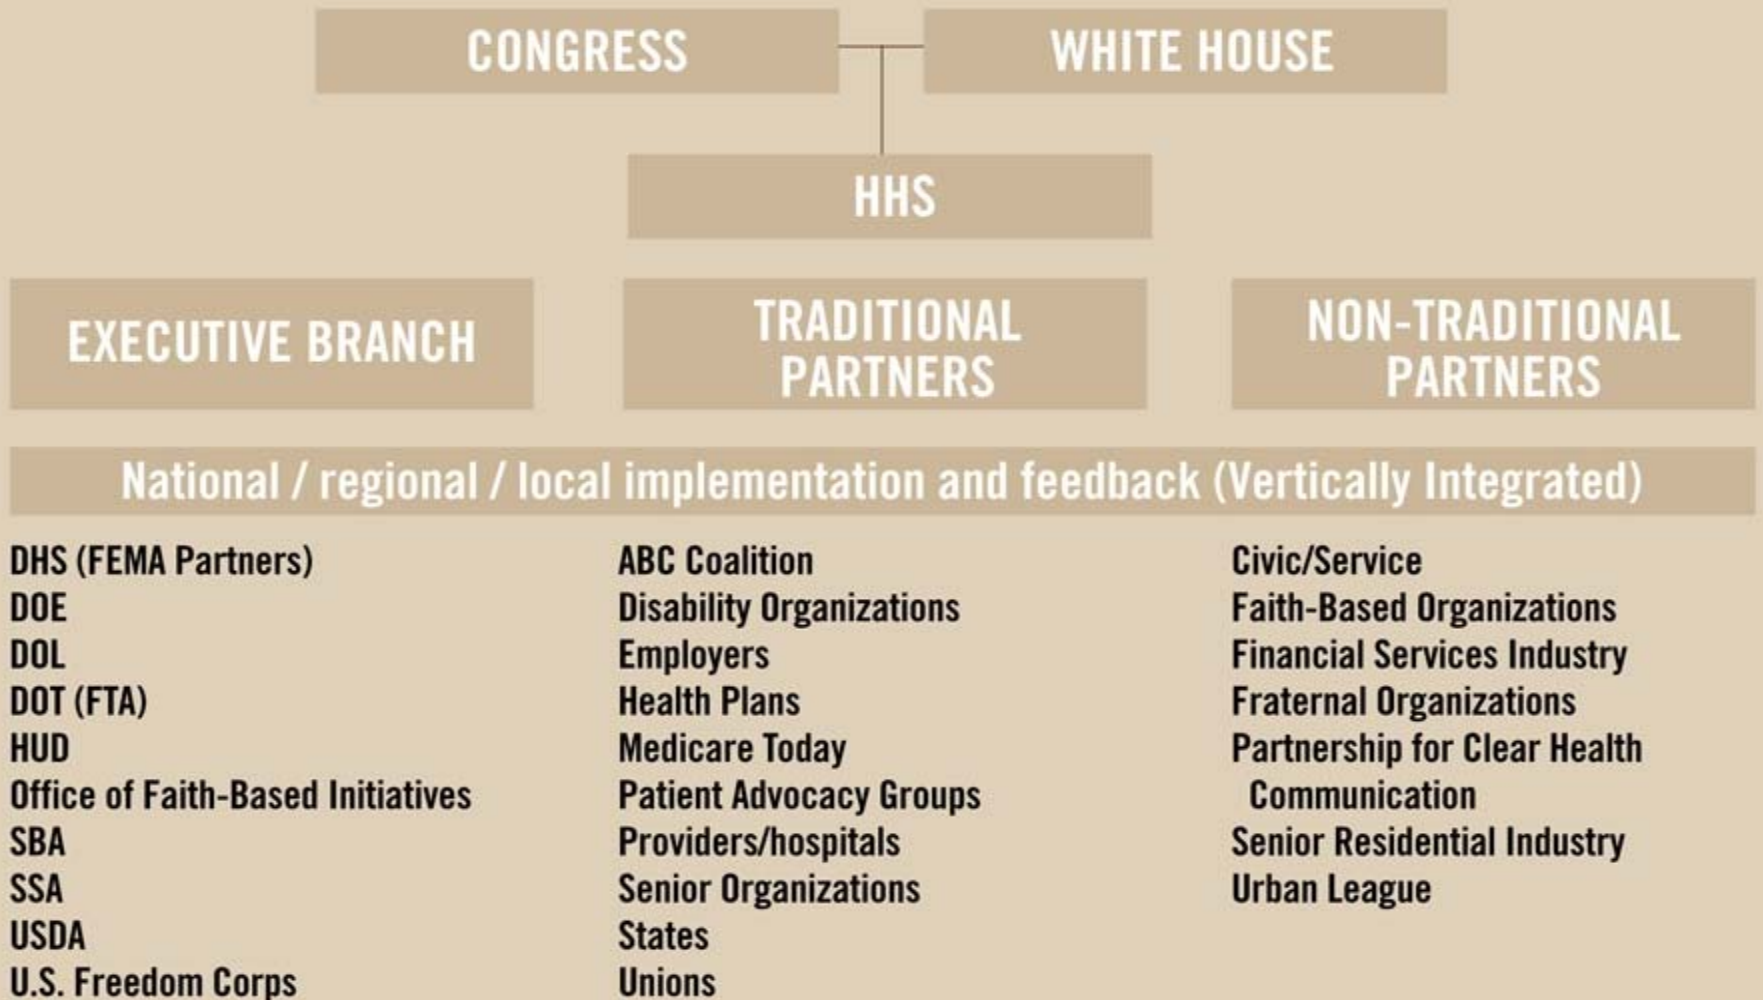 CONGRESS
WHITE HOUSE
HHS
EXECUTIVE BRANCH
TRADITIONAL
PARTNERS
NON-TRADITIONAL
PARTNERS
National / regional / local implementation and feedback (Vertically Integrated)
DHS (FEMA Partners)
DOE
DOL
DOT (FTA)
HUD
Office of Faith-Based Initiatives
SBA
SSA
USDA
U.S. Freedom Corps
ABC Coalition
Disability Organizations
Employers
Health Plans
Medicare Today
Patient Advocacy Groups
Providers/hospitals
Senior Organizations
States
Unions
Civic/Service
Faith-Based Organizations
Financial Services Industry
Fraternal Organizations
Partnership for Clear Health
Communication
Senior Residential Industry
Urban League